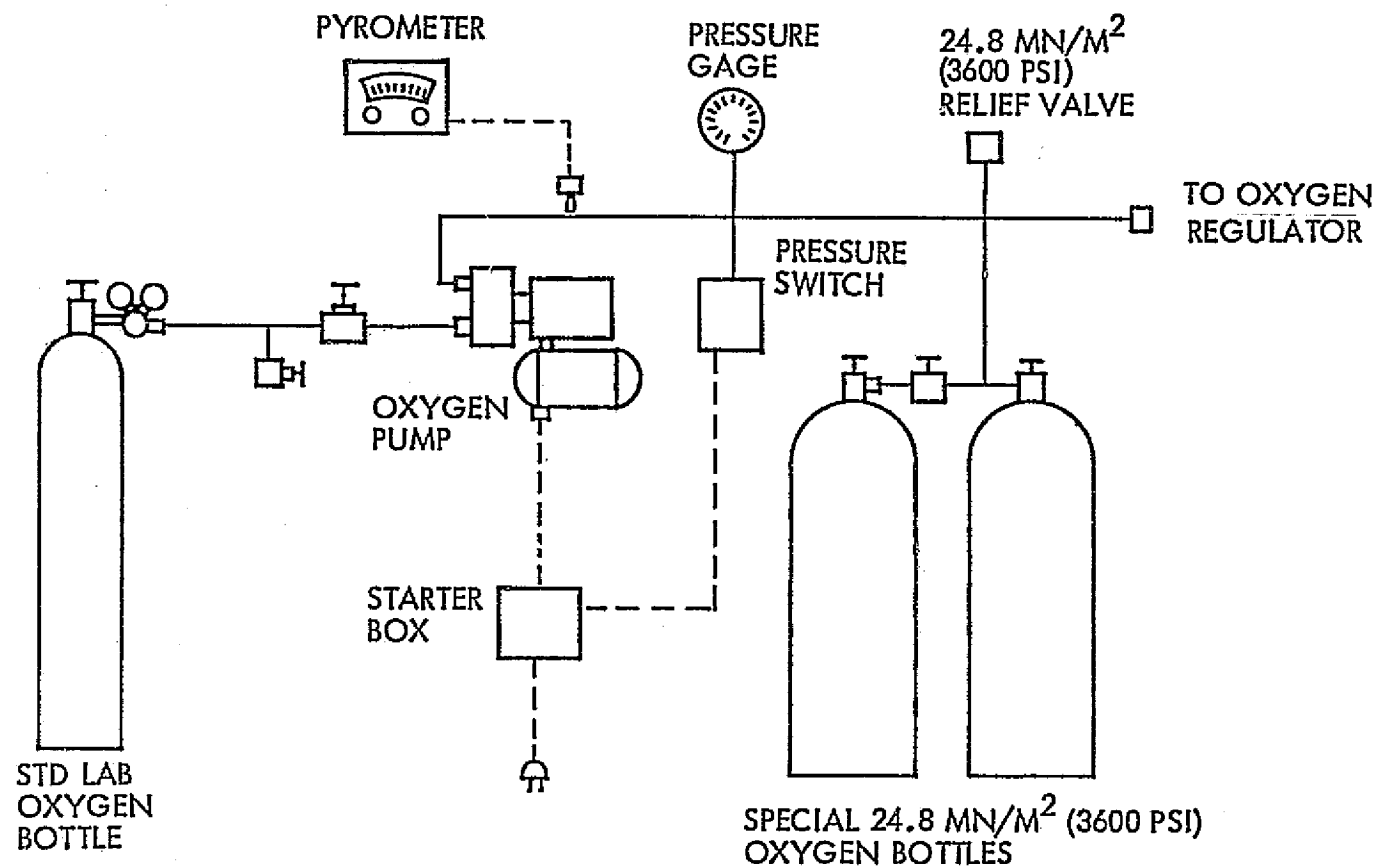 PYROMETER
PRESSURE
GAGE
24.8 MN/M²
(3600 PSI)
RELIEF VALVE
TO OXYGEN
REGULATOR
PRESSURE
SWITCH
OXYGEN
PUMP
STARTER
BOX
STD LAB
OXYGEN
BOTTLE
SPECIAL 24.8 MN/M² (3600 PSI)
OXYGEN BOTTLES